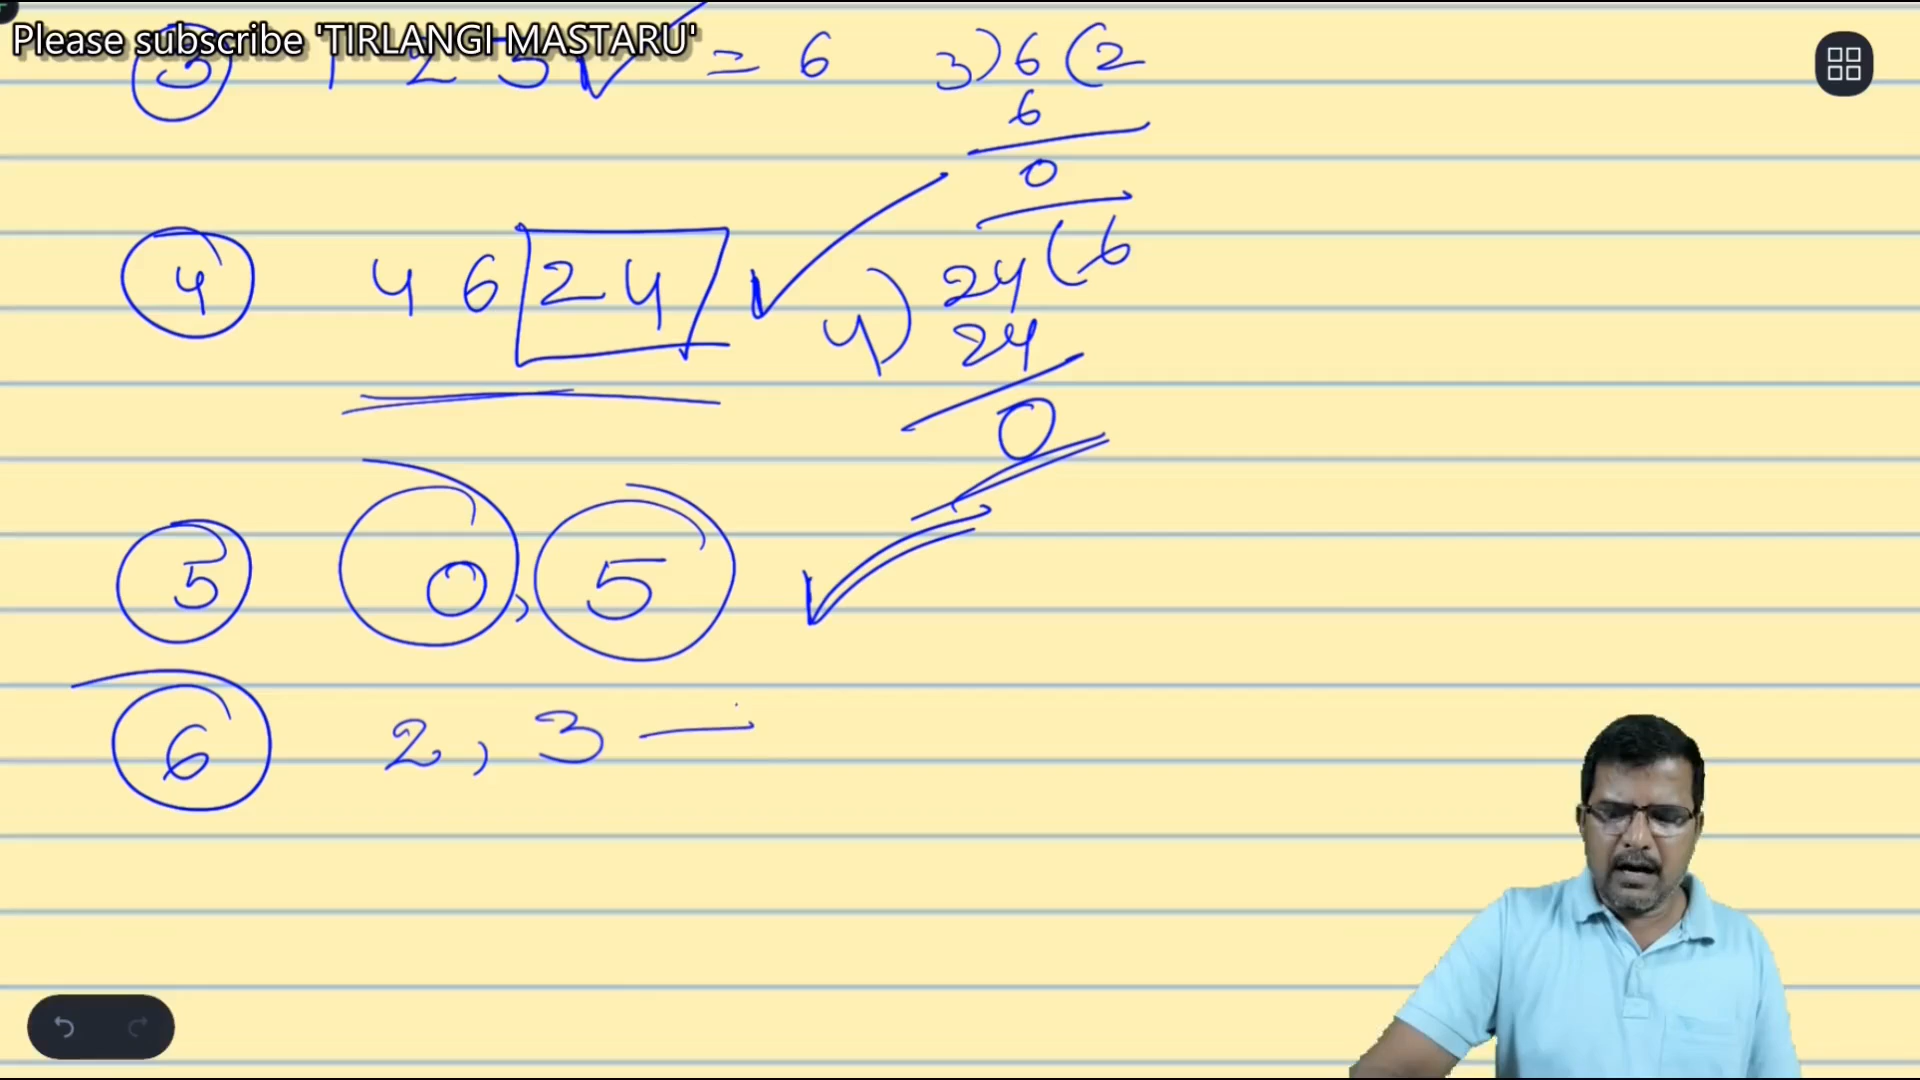 Please subscribe 'TIRLANGI MASTARU'
3 1 2 3 = 6 3)6(2
6
0
4 4 6 24 4)24(6
24
0
5 0, 5
6 2, 3 —